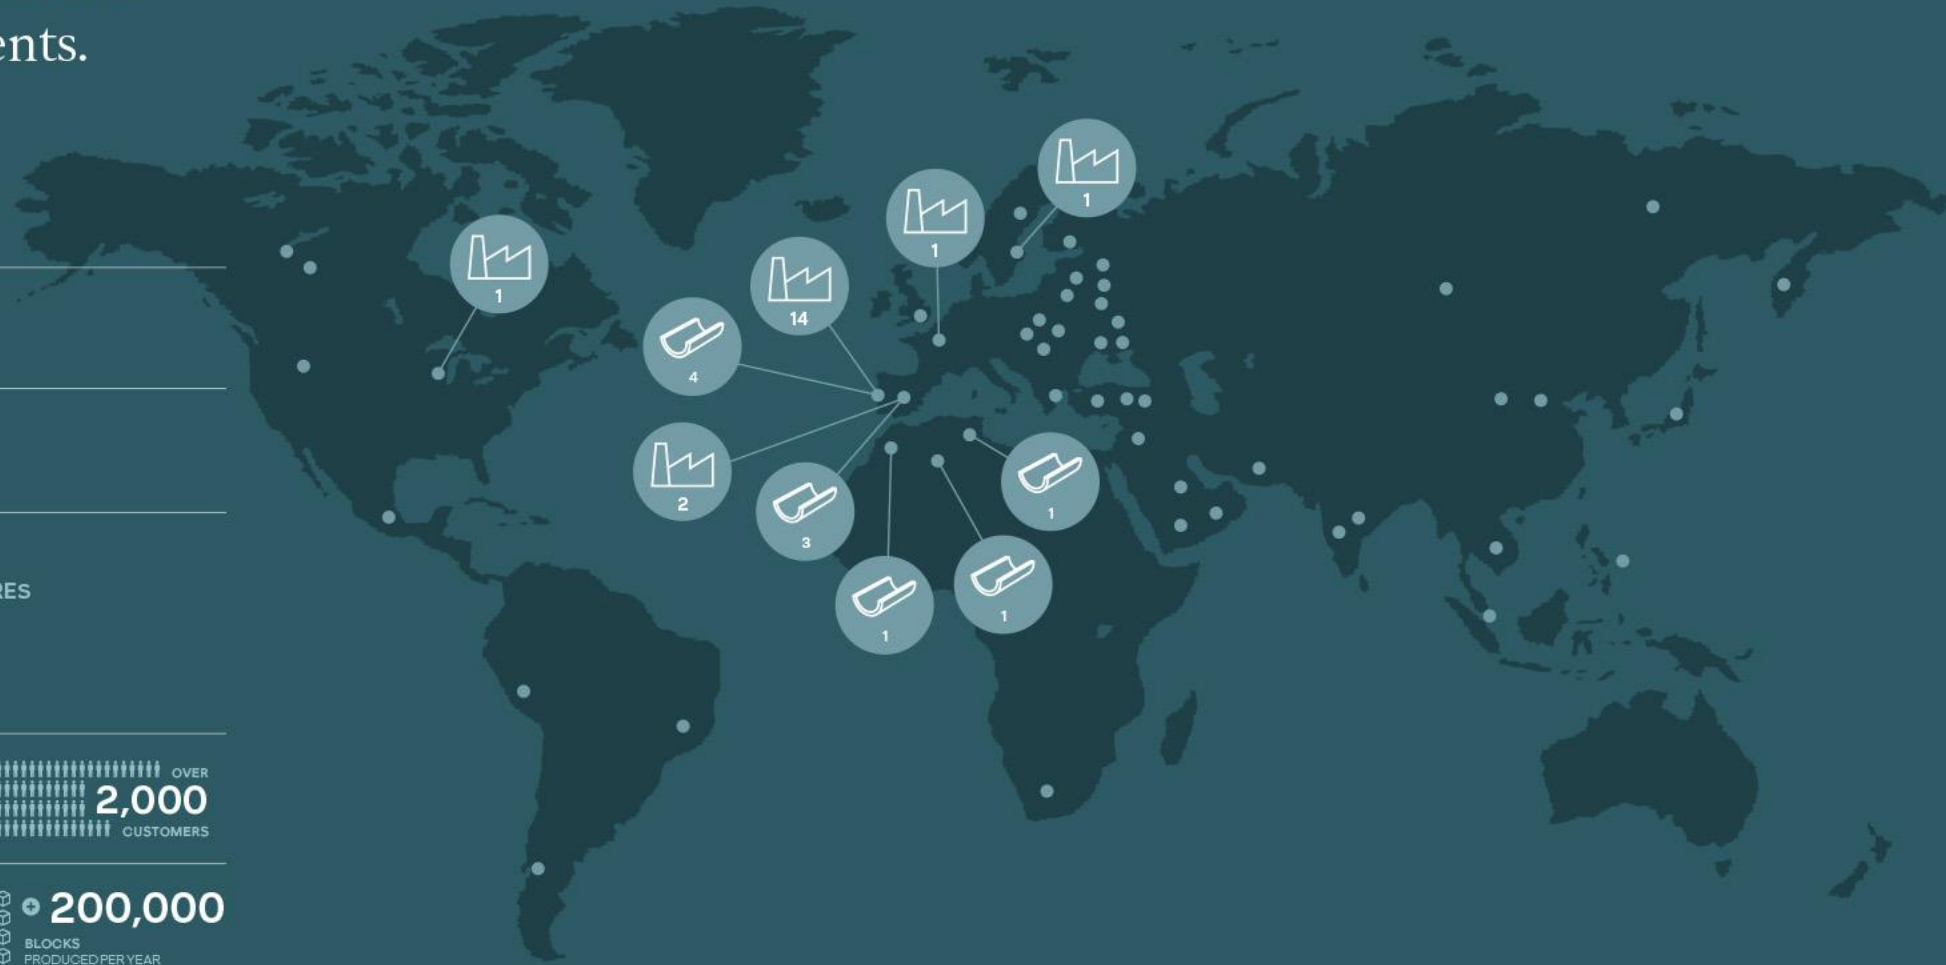 ents.
RES
OVER
2,000
CUSTOMERS
200,000
BLOCKS
PRODUCED PER YEAR
1
1
1
14
4
2
3
1
1
1